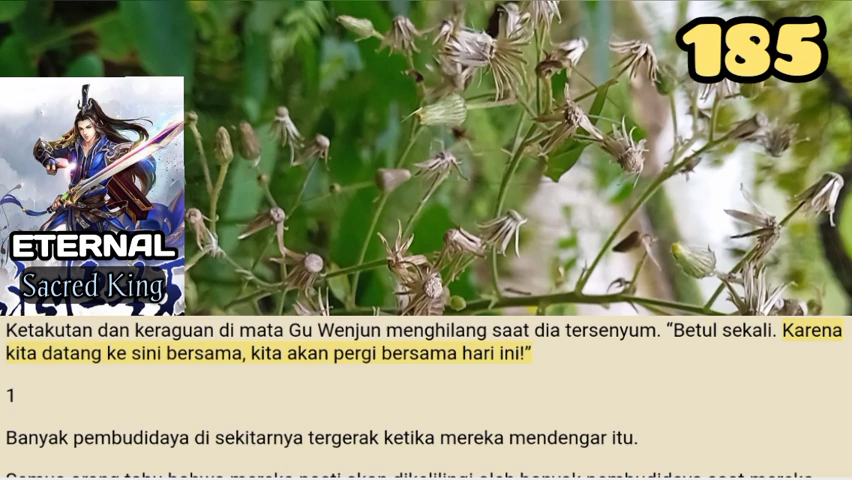 185
ETERNAL
Sacred King
Ketakutan dan keraguan di mata Gu Wenjun menghilang saat dia tersenyum. “Betul sekali. Karena
kita datang ke sini bersama, kita akan pergi bersama hari ini!”
1
Banyak pembudidaya di sekitarnya tergerak ketika mereka mendengar itu.